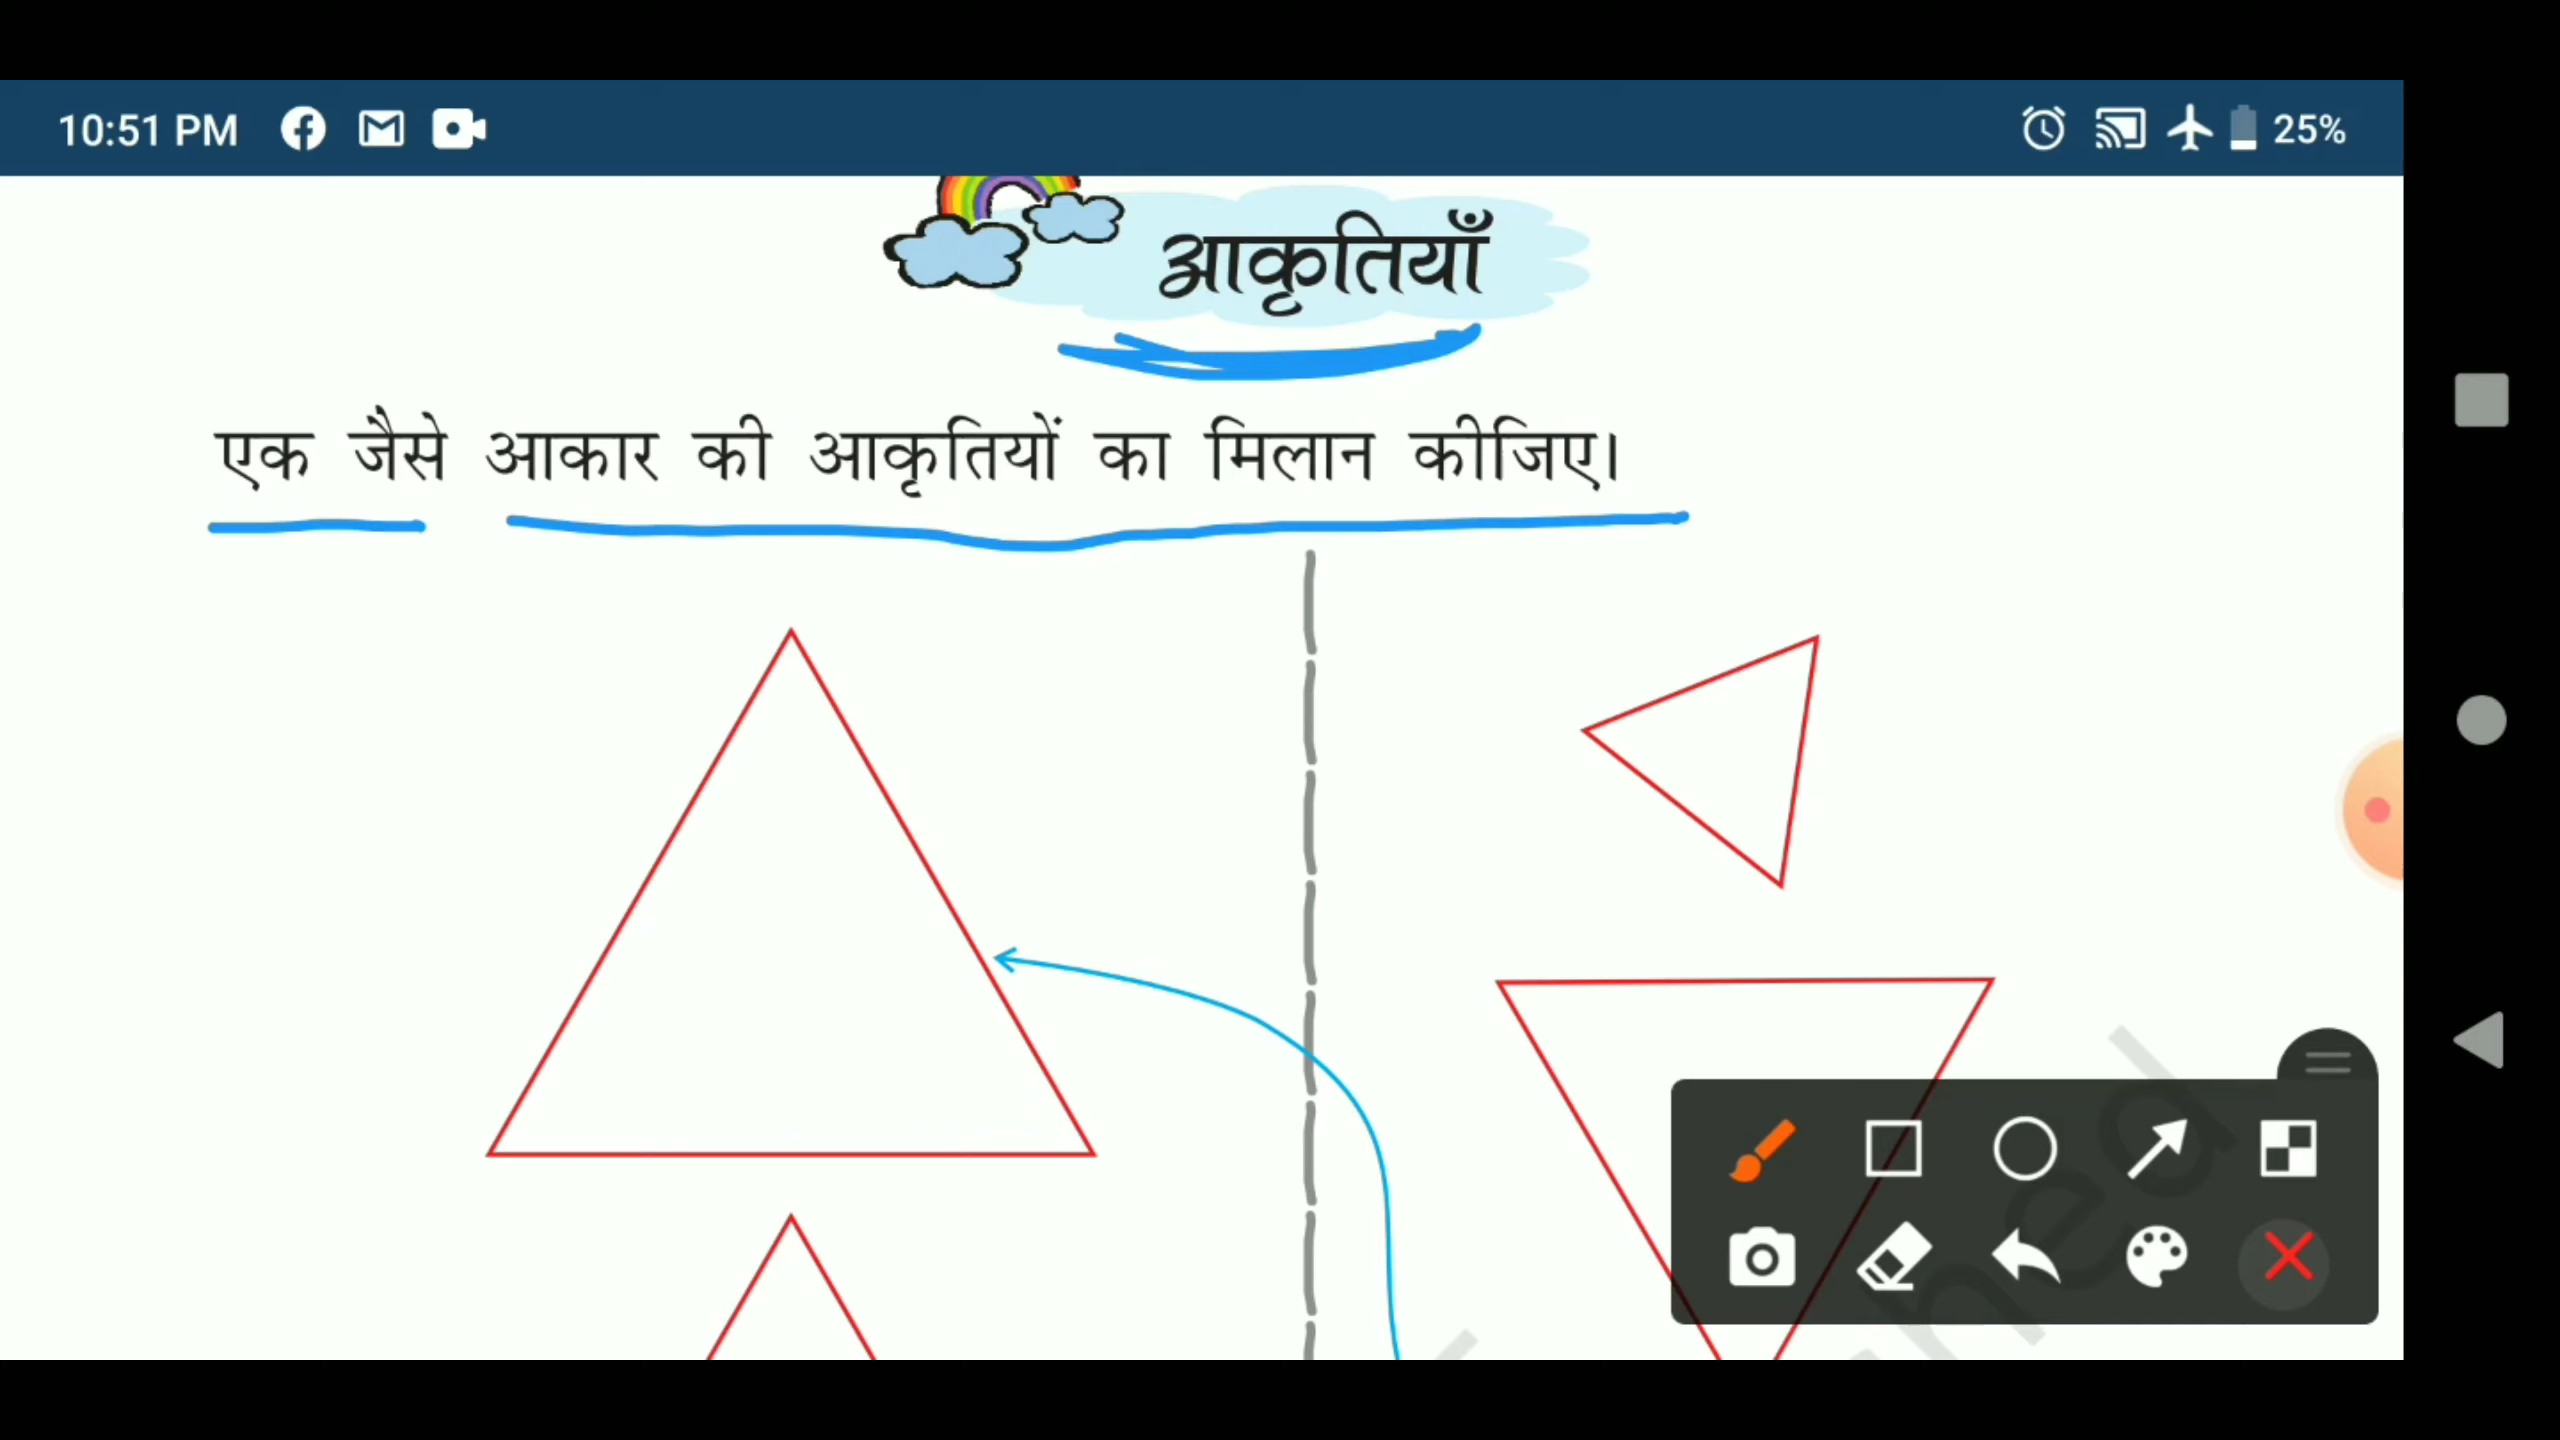 10:51 PM 25%
आकृतियाँ
एक जैसे आकार की आकृतियों का मिलान कीजिए।